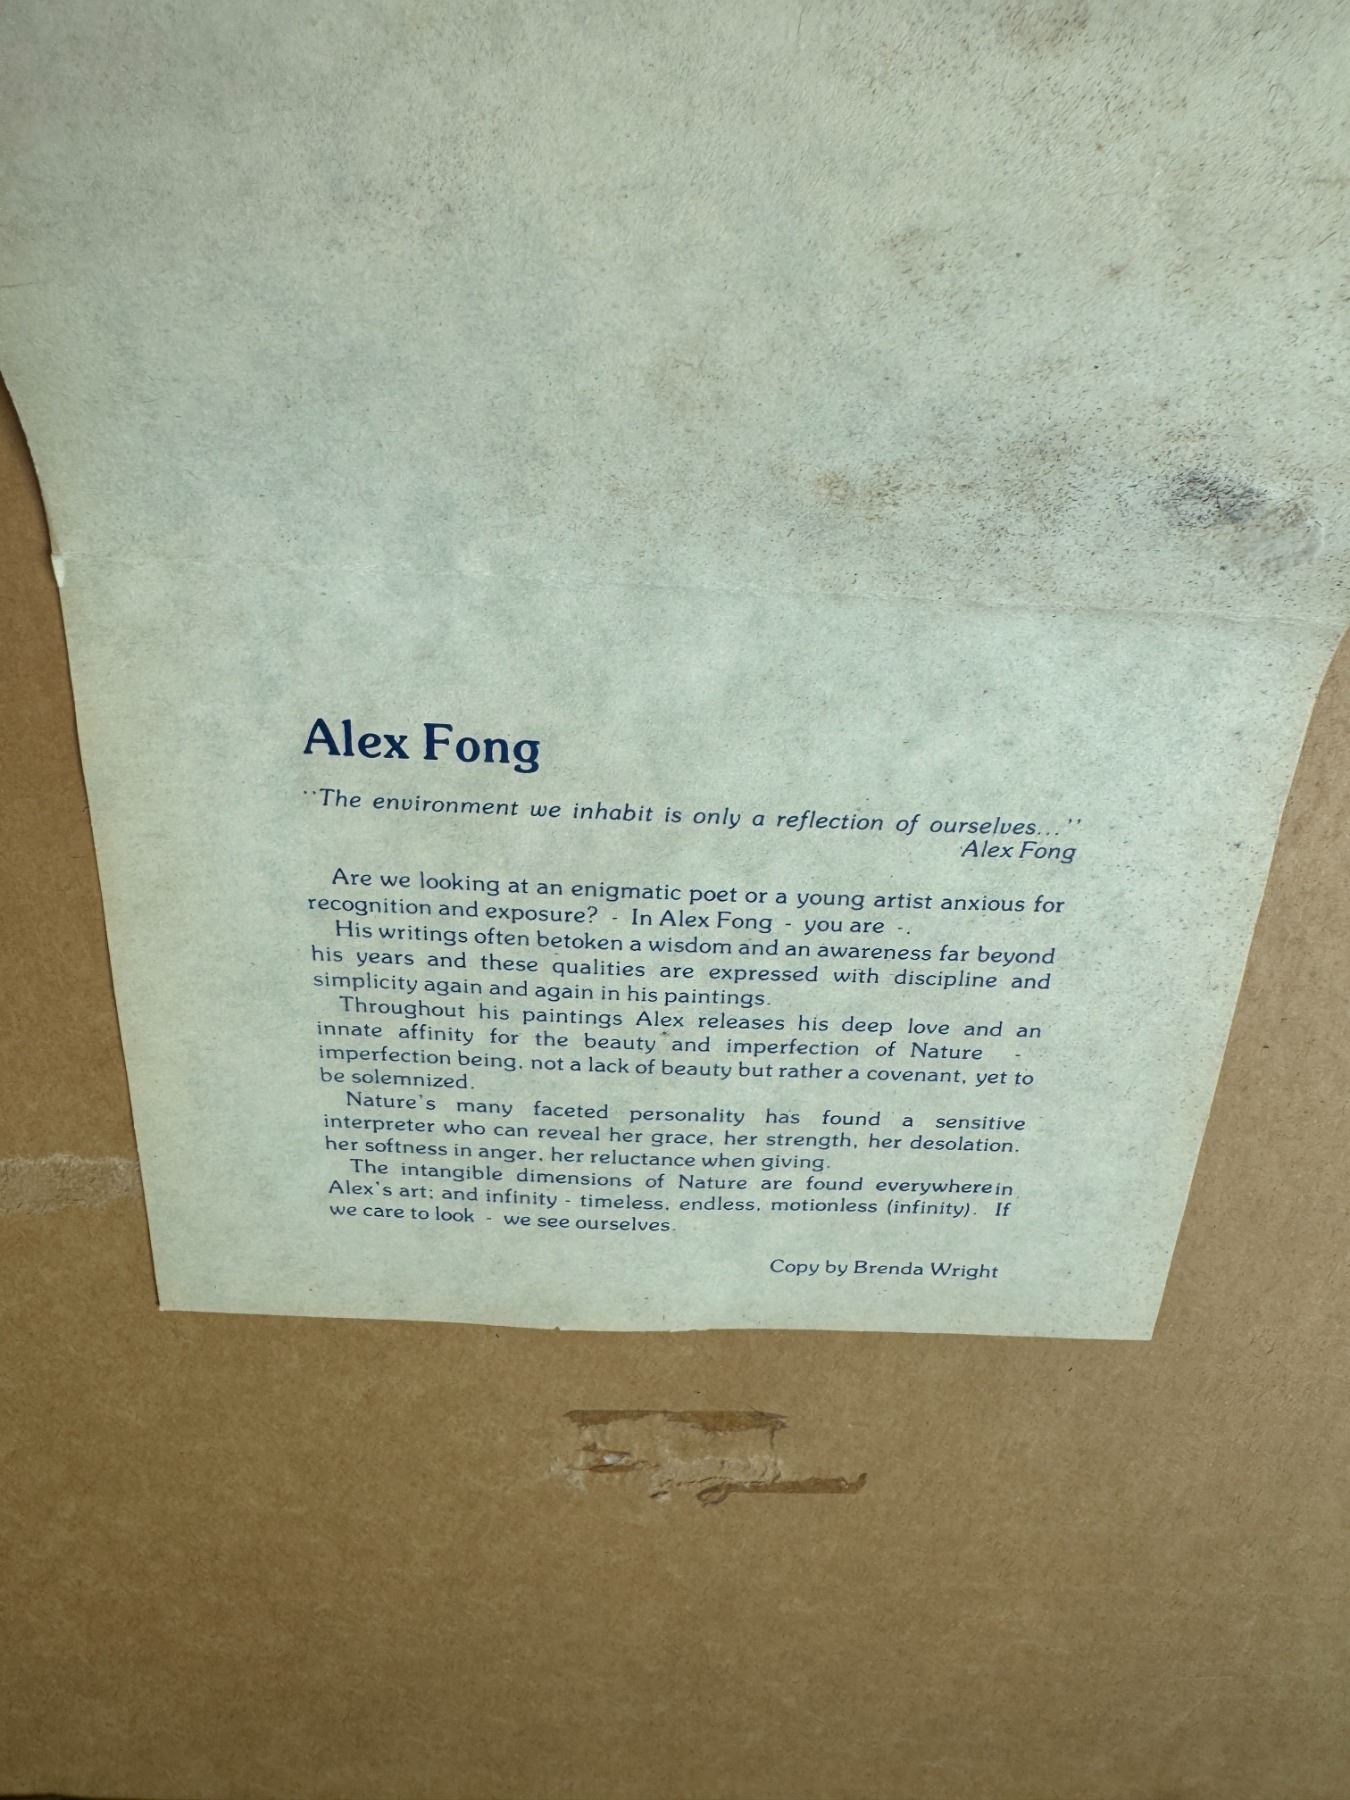 Alex Fong
"The environment we inhabit is only a reflection of ourselves..."
Alex Fong
Are we looking at an enigmatic poet or a young artist anxious for
recognition and exposure? - In Alex Fong - you are -.
His writings often betoken a wisdom and an awareness far beyond
his years and these qualities are expressed with discipline and
simplicity again and again in his paintings.
Throughout his paintings Alex releases his deep love and an
innate affinity for the beauty and imperfection of Nature -
imperfection being, not a lack of beauty but rather a covenant, yet to
be solemnized.
Nature's many faceted personality has found a sensitive
interpreter who can reveal her grace, her strength, her desolation.
her softness in anger, her reluctance when giving.
The intangible dimensions of Nature are found everywherein
Alex's art; and infinity - timeless, endless, motionless (infinity). If
we care to look - we see ourselves.
Copy by Brenda Wright